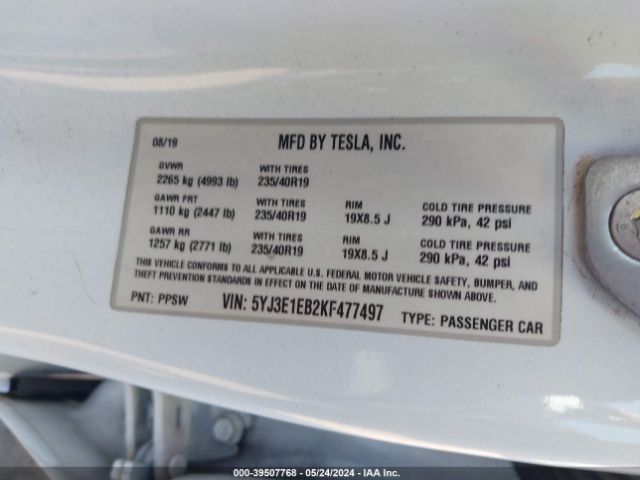 08/19 MFD BY TESLA, INC.
GVWR WITH TIRES
2265 kg (4993 lb) 235/40R19
GAWR FRT WITH TIRES RIM COLD TIRE PRESSURE
1110 kg (2447 lb) 235/40R19 19X8.5 J 290 kPa, 42 psi
GAWR RR WITH TIRES RIM COLD TIRE PRESSURE
1257 kg (2771 lb) 235/40R19 19X8.5 J 290 kPa, 42 psi
THIS VEHICLE CONFORMS TO ALL APPLICABLE U.S. FEDERAL MOTOR VEHICLE SAFETY, BUMPER, AND
THEFT PREVENTION STANDARDS IN EFFECT ON THE DATE OF MANUFACTURE SHOWN ABOVE.
PNT: PPSW VIN: 5YJ3E1EB2KF477497 TYPE: PASSENGER CAR
000-39507768 - 05/24/2024 - IAA Inc.